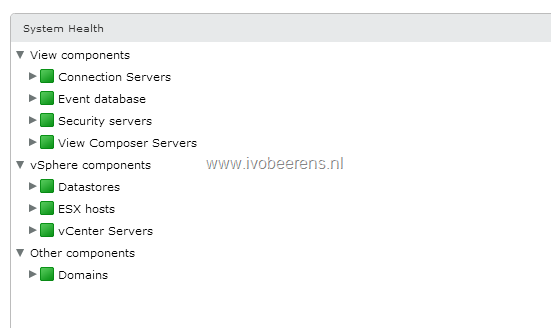 System Health
View components
Connection Servers
Event database
Security servers
View Composer Servers
vSphere components
www.ivobeerens.nl
Datastores
ESX hosts
vCenter Servers
Other components
Domains